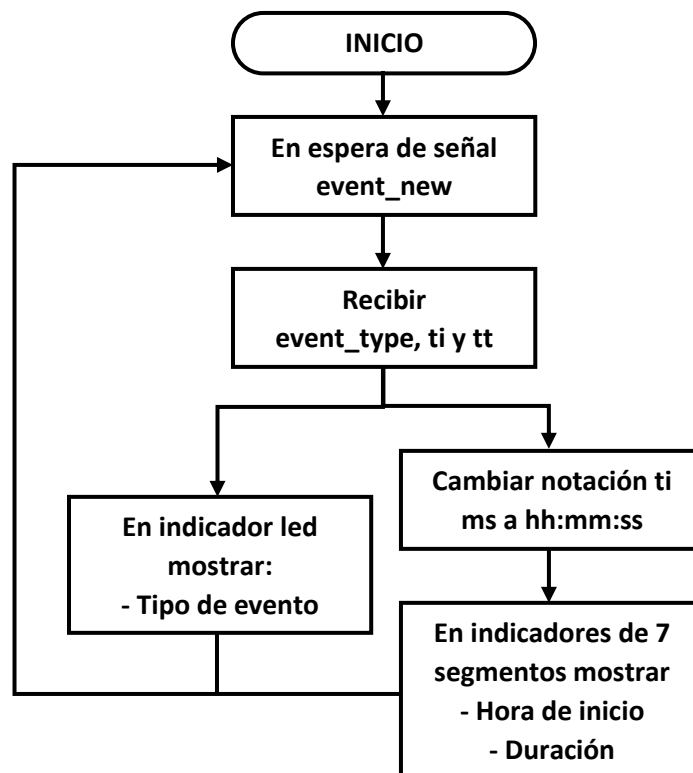 INICIO
En espera de señal
event_new
Recibir
event_type, ti y tt
En indicador led
mostrar:
- Tipo de evento
Cambiar notación ti
ms a hh:mm:ss
En indicadores de 7
segmentos mostrar
- Hora de inicio
- Duración